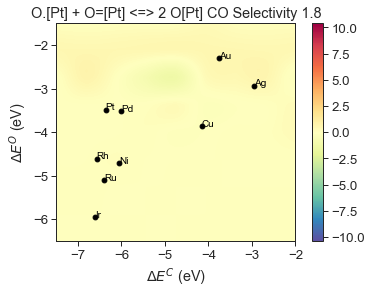 O.[Pt] + O=[Pt] <=> 2 O[Pt] CO Selectivity 1.8
10.0
7.5
5.0
2.5
0.0
−2.5
−5.0
−7.5
−10.0
−2
−3
−4
−5
−6
ΔE^O (eV)
Au
Ag
Pt
Pd
Cu
Rh
Ni
Ru
Ir
−7
−6
−5
−4
−3
−2
ΔE^C (eV)